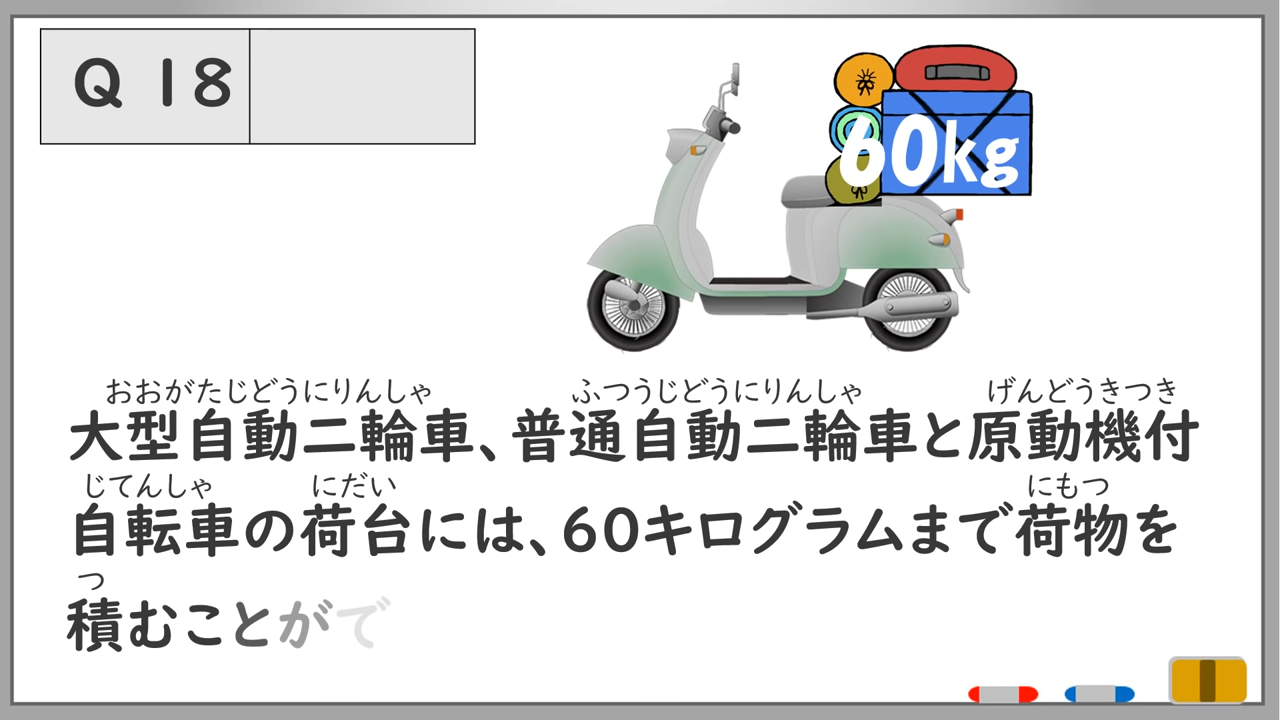 Q 18
60kg
おおがたじどうにりんしゃ ふつうじどうにりんしゃ げんどうきつき
大型自動二輪車、普通自動二輪車と原動機付
じてんしゃ にだい にもつ
自転車の荷台には、60キログラムまで荷物を
つ
積むことがで